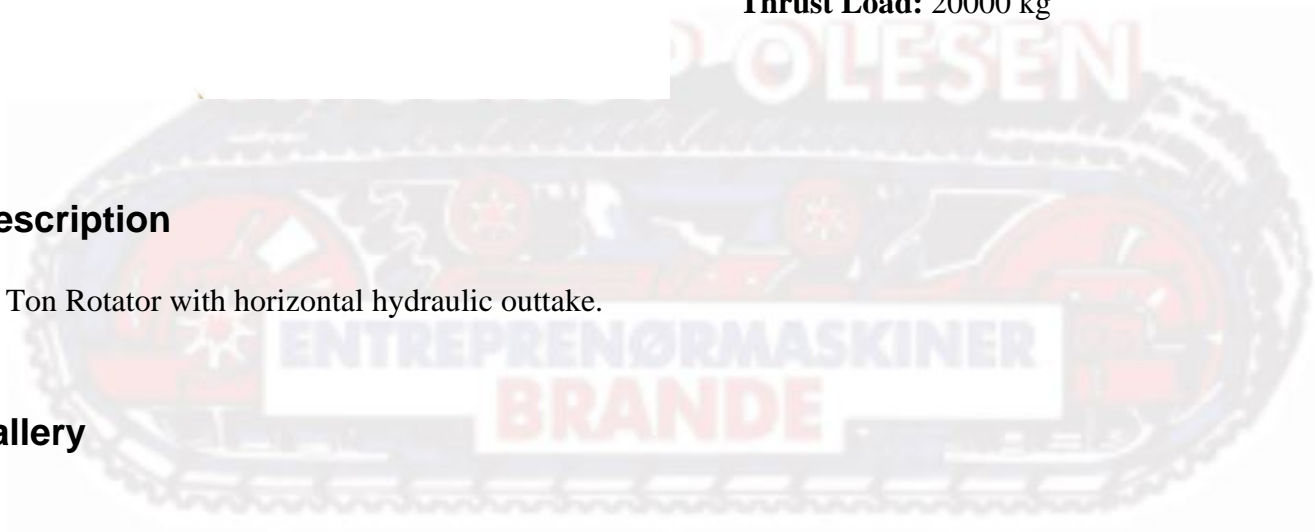 Thrust Load: 20000 kg
P OLESEN
escription
Ton Rotator with horizontal hydraulic outtake.
ENTREPRENØRMASKINER
BRANDE
allery